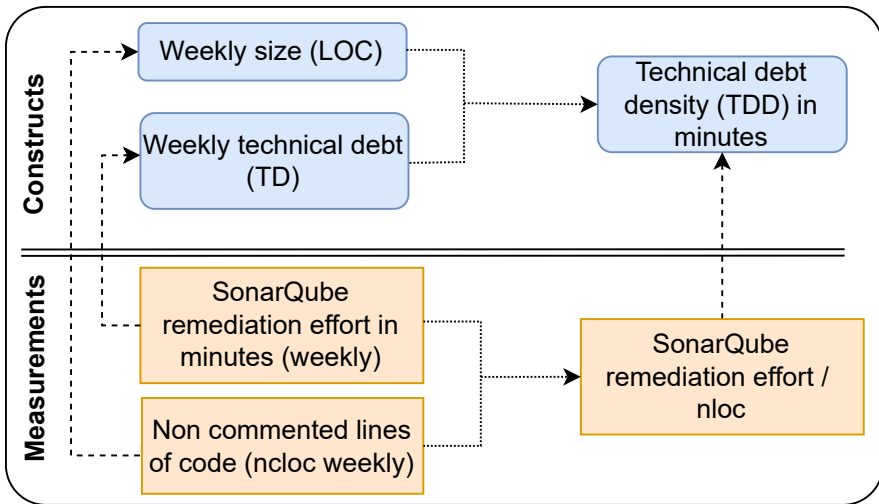 Constructs
Weekly size (LOC)
Weekly technical debt
(TD)
Technical debt
density (TDD) in
minutes
Measurements
SonarQube
remediation effort in
minutes (weekly)
Non commented lines
of code (ncloc weekly)
SonarQube
remediation effort /
nloc